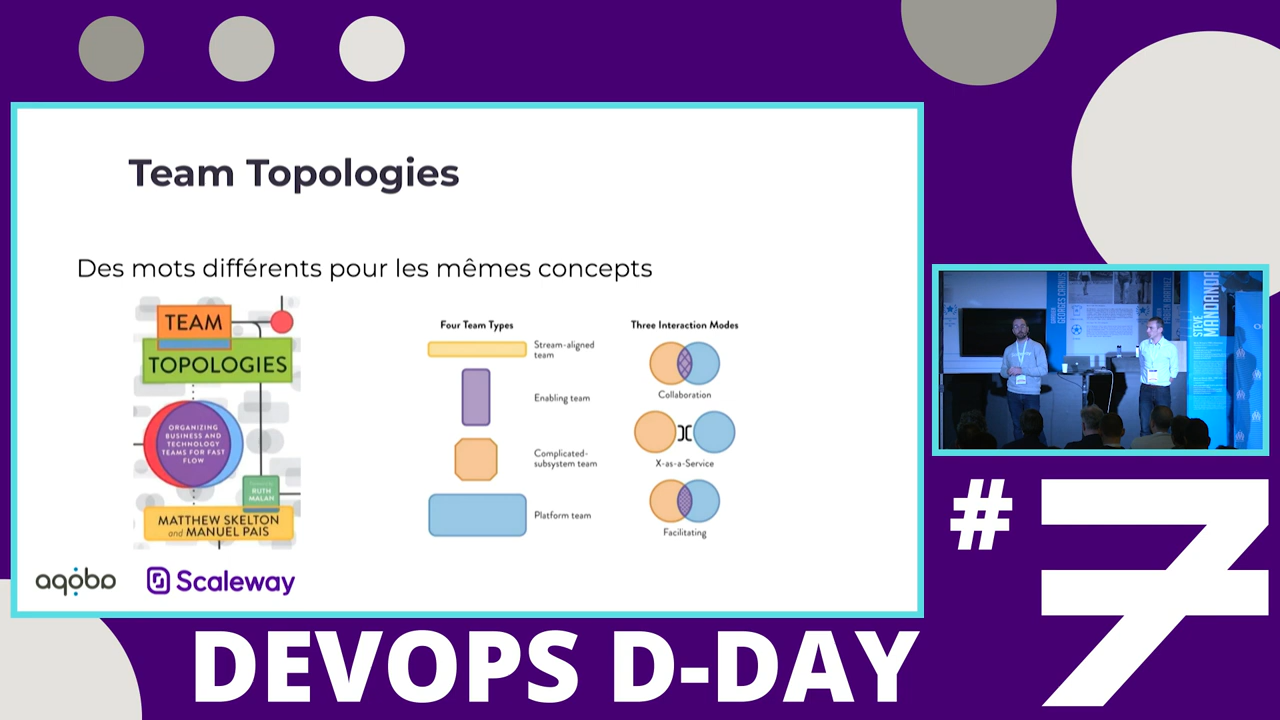 Team Topologies
Des mots différents pour les mêmes concepts
TEAM
TOPOLOGIES
ORGANIZING
BUSINESS AND
TECHNOLOGY
TEAMS FOR FAST
FLOW
RUTH
MALAN
MATTHEW SKELTON
and MANUEL PAIS
Four Team Types
Stream-aligned
team
Enabling team
Complicated-
subsystem team
Platform team
Three Interaction Modes
Collaboration
X-as-a-Service
Facilitating
aqoba
Scaleway
GEORGES CARNUS
STEVE
MANDANDA
#7
DEVOPS D-DAY